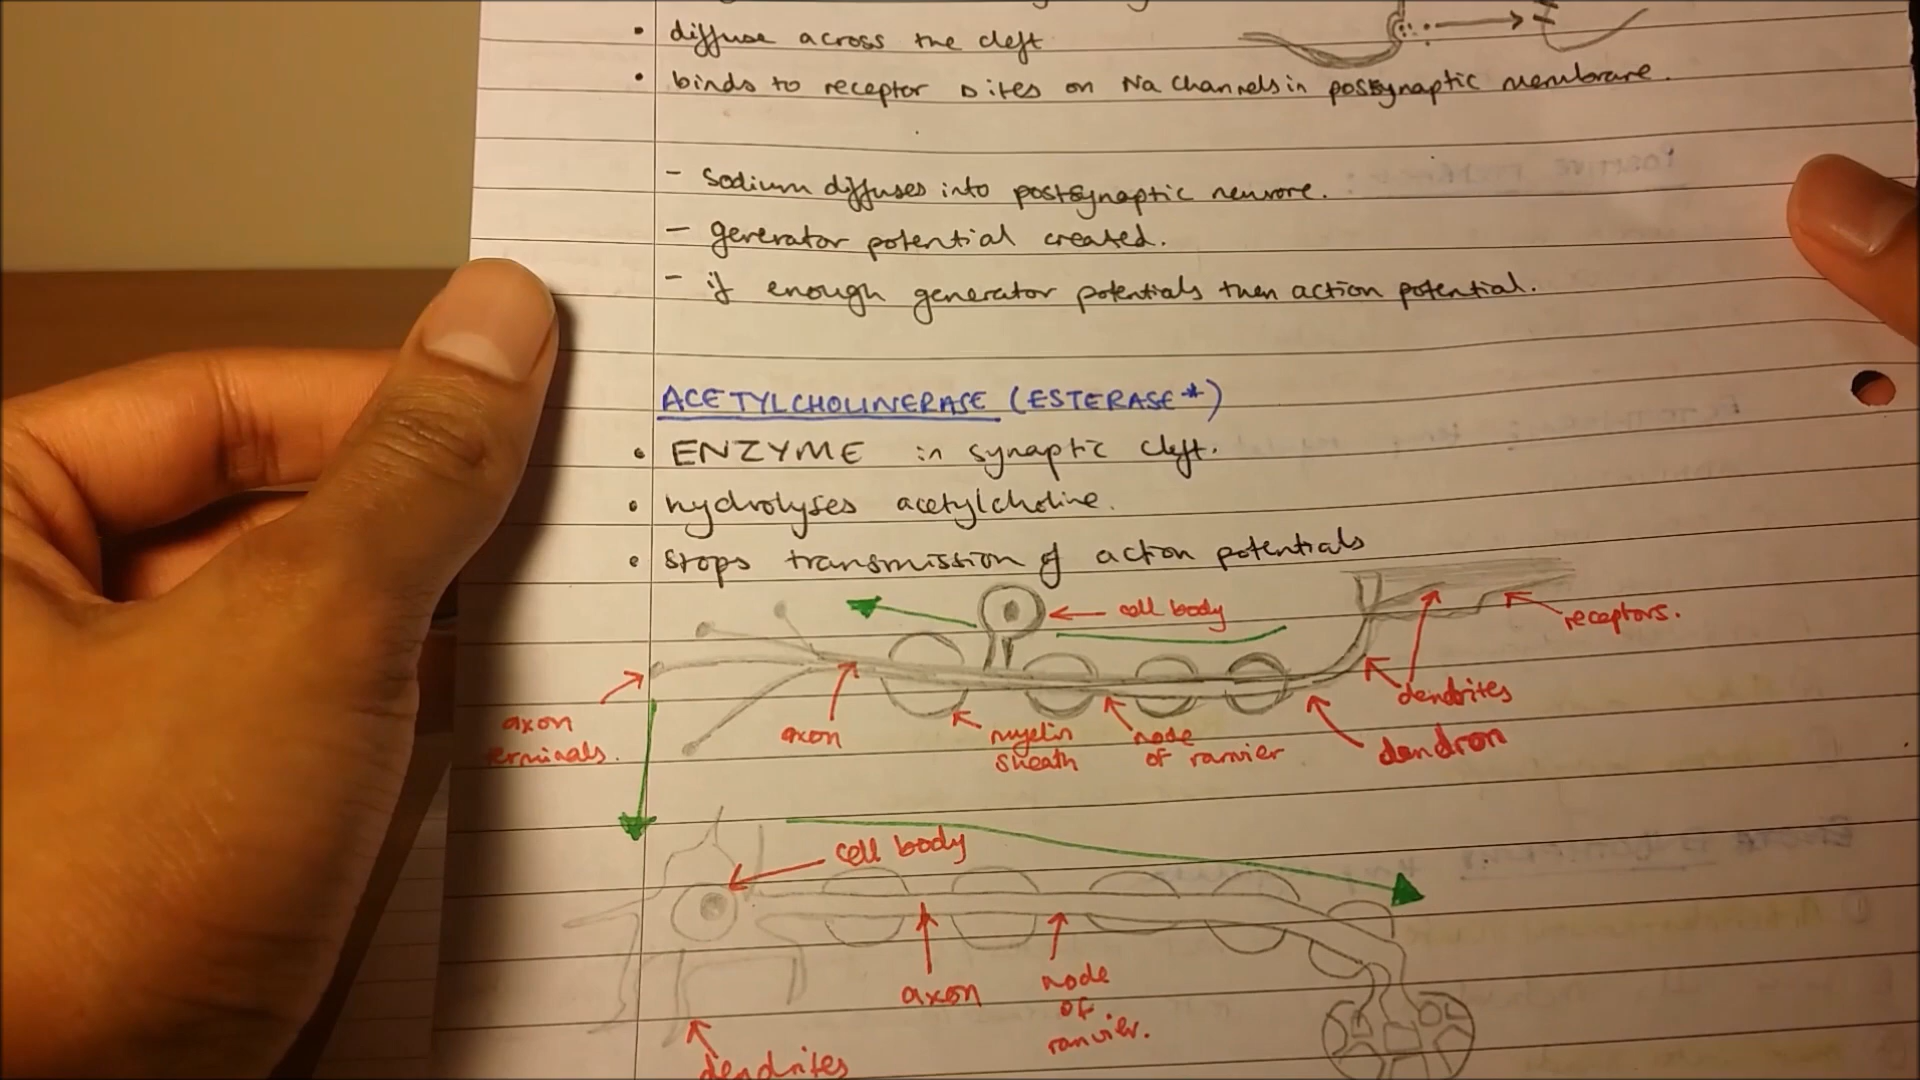 • diffuse across the cleft
• binds to receptor sites on Na channels in postsynaptic membrane.
- sodium diffuses into postsynaptic neurone.
- generator potential created.
- if enough generator potentials then action potential.
ACETYLCHOLINERASE (ESTERASE*)
• ENZYME in synaptic cleft.
• hydrolyses acetylcholine.
• stops transmission of action potentials
cell body
receptors.
dendrites
axon
terminals.
axon
myelin
sheath
node
of ranvier
dendron
cell body
axon
node
of
ranvier.
dendrites